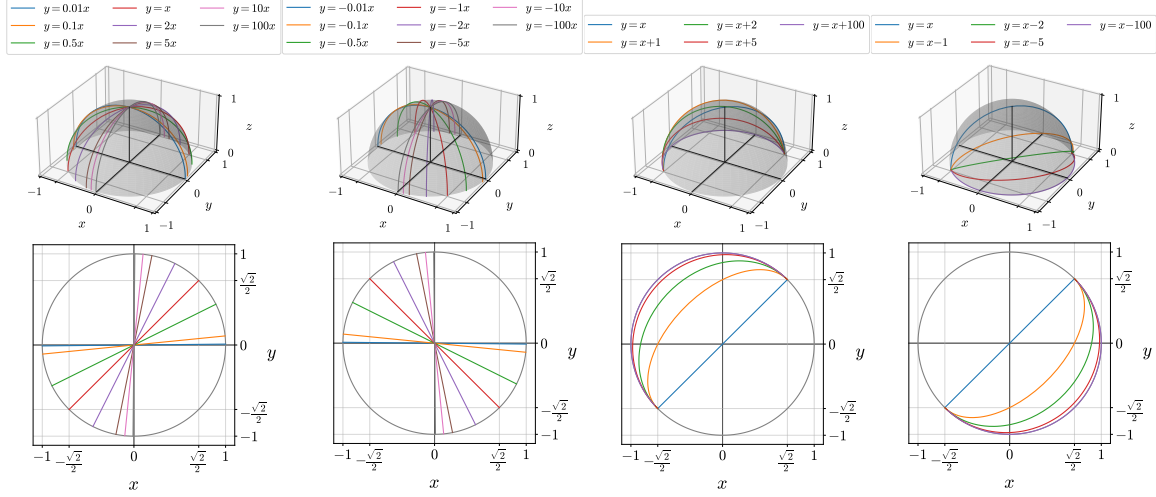 y=0.01x y=x y=10x
y=0.1x y=2x y=100x
y=0.5x y=5x
y=−0.01x y=−1x y=−10x
y=−0.1x y=−2x y=−100x
y=−0.5x y=−5x
y=x y=x+2 y=x+100
y=x+1 y=x+5
y=x y=x−2 y=x−100
y=x−1 y=x−5
1 1 1 1
z z z z
0 0 0 0
1 1 1 1
−1 −1 −1 −1
0 0 0 0 0 0 0 0
y y y y
x x x x
1 −1 1 −1 1 −1 1 −1
1 1 1 1
√2/2 √2/2 √2/2 √2/2
0 y 0 y 0 y 0 y
−√2/2 −√2/2 −√2/2 −√2/2
−1 −1 −1 −1
−1 −√2/2 0 √2/2 1 −1 −√2/2 0 √2/2 1 −1 −√2/2 0 √2/2 1 −1 −√2/2 0 √2/2 1
x x x x